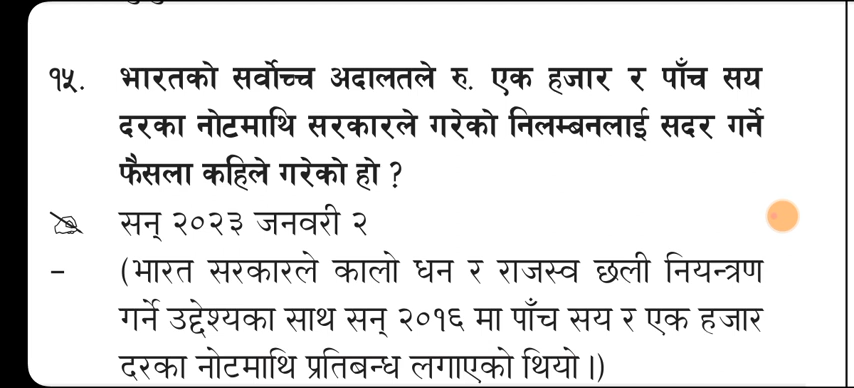 १५. भारतको सर्वोच्च अदालतले रु. एक हजार र पाँच सय
दरका नोटमाथि सरकारले गरेको निलम्बनलाई सदर गर्ने
फैसला कहिले गरेको हो ?
सन् २०२३ जनवरी २
– (भारत सरकारले कालो धन र राजस्व छली नियन्त्रण
गर्ने उद्देश्यका साथ सन् २०१६ मा पाँच सय र एक हजार
दरका नोटमाथि प्रतिबन्ध लगाएको थियो ।)